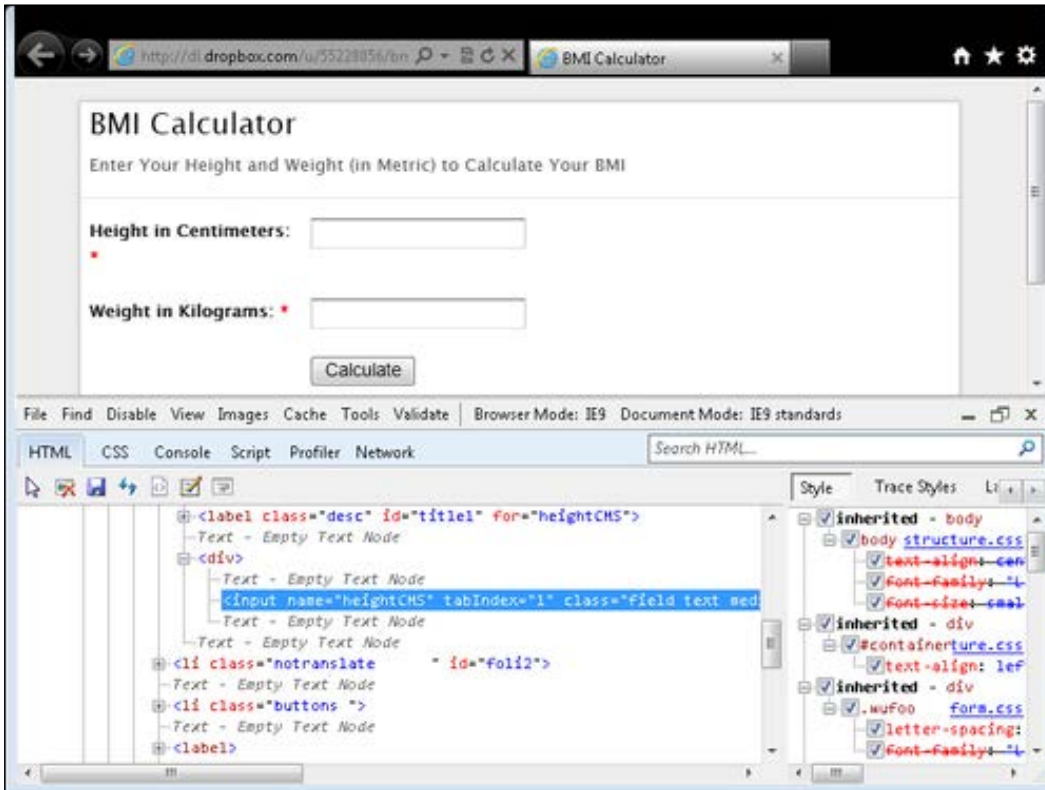 http://dl.dropbox.com/u/55228856/bm
BMI Calculator
BMI Calculator
Enter Your Height and Weight (in Metric) to Calculate Your BMI
Height in Centimeters:
*
Weight in Kilograms: *
Calculate
File Find Disable View Images Cache Tools Validate Browser Mode: IE9 Document Mode: IE9 standards
HTML CSS Console Script Profiler Network Search HTML...
Style Trace Styles La
<label class="desc" id="title1" for="heightCMS">
Text - Empty Text Node
<div>
Text - Empty Text Node
<input name="heightCMS" tabIndex="1" class="field text med
Text - Empty Text Node
Text - Empty Text Node
<li class="notranslate " id="foli2">
Text - Empty Text Node
<li class="buttons ">
Text - Empty Text Node
<label>
inherited - body
body structure.css
text-align: cen
font-family: "L
font-size: smal
inherited - div
#containerture.css
text-align: lef
inherited - div
.wufoo form.css
letter-spacing:
font-family: "L